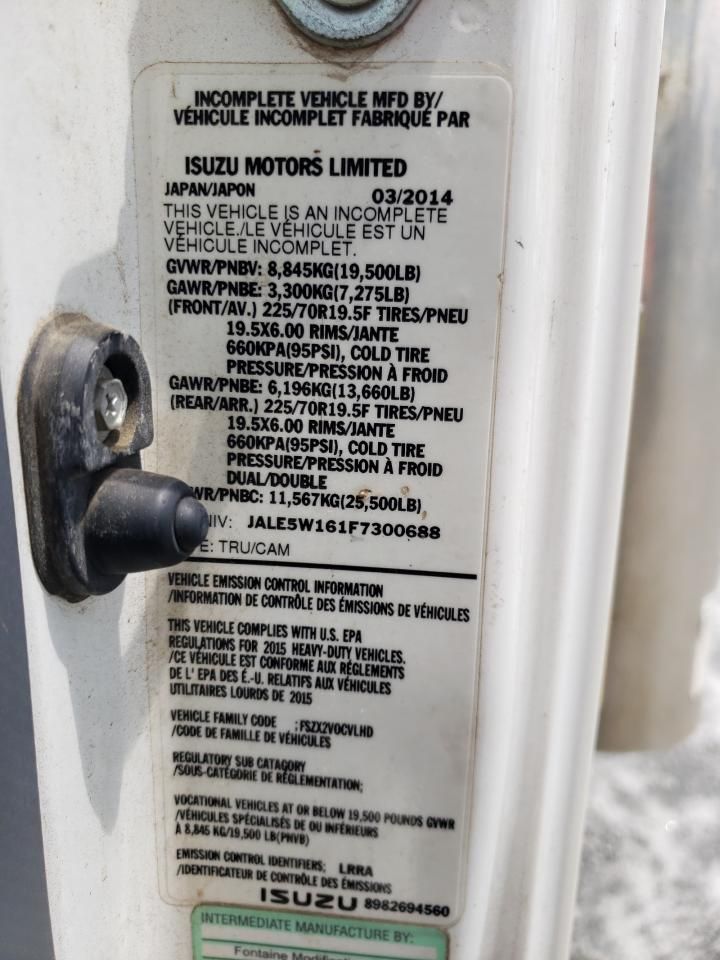 INCOMPLETE VEHICLE MFD BY/
VÉHICULE INCOMPLET FABRIQUÉ PAR
ISUZU MOTORS LIMITED
JAPAN/JAPON 03/2014
THIS VEHICLE IS AN INCOMPLETE
VEHICLE./LE VÉHICULE EST UN
VÉHICULE INCOMPLET.
GVWR/PNBV: 8,845KG(19,500LB)
GAWR/PNBE: 3,300KG(7,275LB)
(FRONT/AV.) 225/70R19.5F TIRES/PNEU
19.5X6.00 RIMS/JANTE
660KPA(95PSI), COLD TIRE
PRESSURE/PRESSION À FROID
GAWR/PNBE: 6,196KG(13,660LB)
(REAR/ARR.) 225/70R19.5F TIRES/PNEU
19.5X6.00 RIMS/JANTE
660KPA(95PSI), COLD TIRE
PRESSURE/PRESSION À FROID
DUAL/DOUBLE
WR/PNBC: 11,567KG(25,500LB)
NIV: JALE5W161F7300688
E: TRU/CAM
VEHICLE EMISSION CONTROL INFORMATION
/INFORMATION DE CONTRÔLE DES ÉMISSIONS DE VÉHICULES
THIS VEHICLE COMPLIES WITH U.S. EPA
REGULATIONS FOR 2015 HEAVY-DUTY VEHICLES.
/CE VÉHICULE EST CONFORME AUX RÉGLEMENTS
DE L' EPA DES É.-U. RELATIFS AUX VÉHICULES
UTILITAIRES LOURDS DE 2015
VEHICLE FAMILY CODE ;FSZX2VOCVLHD
/CODE DE FAMILLE DE VÉHICULES
REGULATORY SUB CATAGORY
/SOUS-CATÉGORIE DE RÉGLEMENTATION;
VOCATIONAL VEHICLES AT OR BELOW 19,500 POUNDS GVWR
/VÉHICULES SPÉCIALISÉS DE OU INFÉRIEURS
À 8,845 KG/19,500 LB(PNVB)
EMISSION CONTROL IDENTIFIERS; LRRA
/IDENTIFICATEUR DE CONTRÔLE DES ÉMISSIONS
ISUZU 8982694560
INTERMEDIATE MANUFACTURE BY:
Fontaine